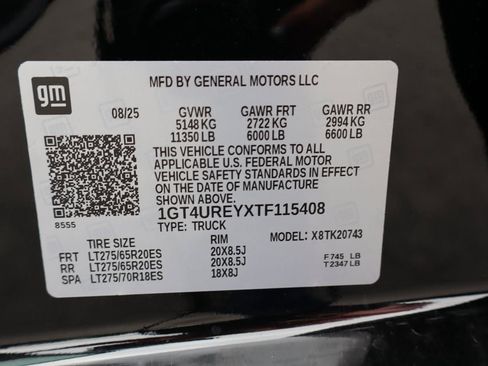 gm
MFD BY GENERAL MOTORS LLC
08/25 GVWR GAWR FRT GAWR RR
5148 KG 2722 KG 2994 KG
11350 LB 6000 LB 6600 LB
THIS VEHICLE CONFORMS TO ALL
APPLICABLE U.S. FEDERAL MOTOR
VEHICLE SAFETY STANDARDS IN EFFECT
ON THE DATE OF MANUFACTURE
SHOWN ABOVE.
8555
1GT4UREYXTF115408
TYPE: TRUCK
TIRE SIZE RIM MODEL: X8TK20743
FRT LT275/65R20ES 20X8.5J F 745 LB
RR LT275/65R20ES 20X8.5J T 2347 LB
SPA LT275/70R18ES 18X8J